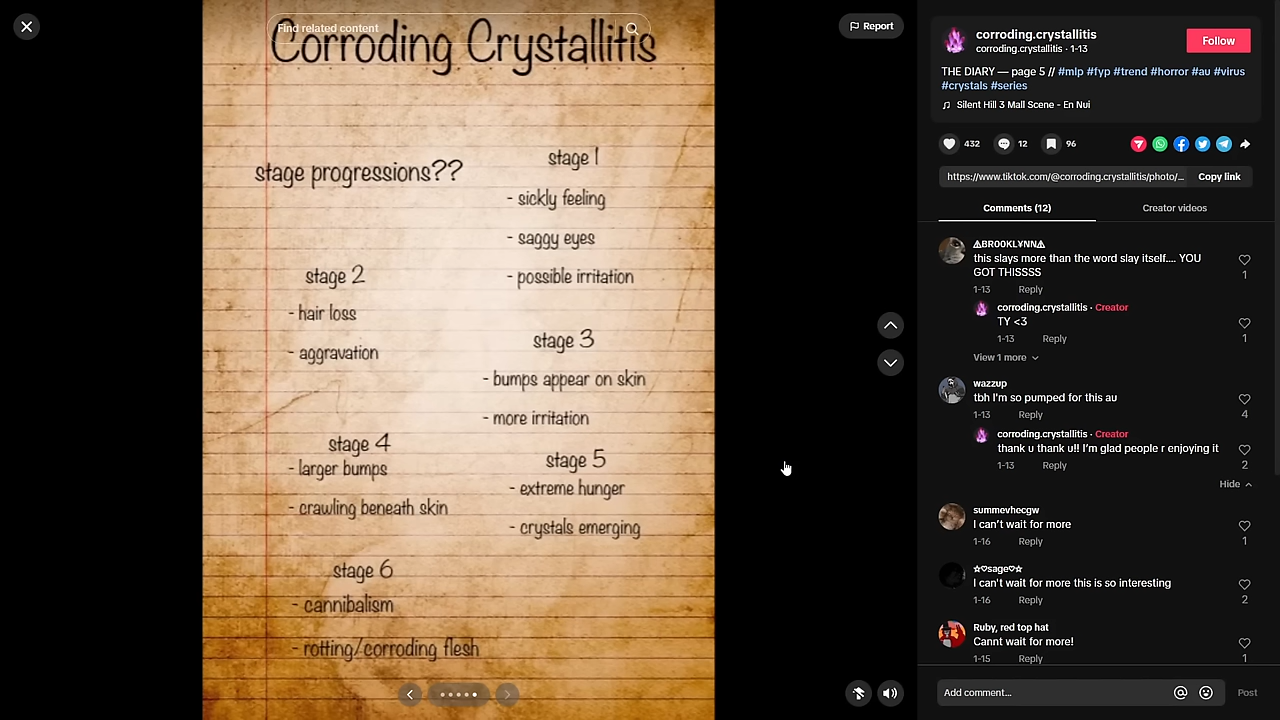 Find related content
Corroding Crystallitis
stage progressions??
stage 1
- sickly feeling
- saggy eyes
- possible irritation
stage 2
- hair loss
- aggravation
stage 3
- bumps appear on skin
- more irritation
stage 4
- larger bumps
- crawling beneath skin
stage 5
- extreme hunger
- crystals emerging
stage 6
- cannibalism
- rotting/corroding flesh
Report
corroding.crystallitis
corroding.crystallitis · 1-13
Follow
THE DIARY — page 5 // #mlp #fyp #trend #horror #au #virus
#crystals #series
Silent Hill 3 Mall Scene - En Nui
432
12
96
https://www.tiktok.com/@corroding.crystallitis/photo/...
Copy link
Comments (12)
Creator videos
⚠BR00KL¥NN⚠
this slays more than the word slay itself.... YOU
GOT THISSSS
1
1-13 Reply
corroding.crystallitis · Creator
TY <3
1
1-13 Reply
View 1 more
wazzup
tbh I'm so pumped for this au
4
1-13 Reply
corroding.crystallitis · Creator
thank u thank u!! I'm glad people r enjoying it
2
1-13 Reply
Hide
summevhecgw
I can't wait for more
1
1-16 Reply
☆♡sage♡☆
I can't wait for more this is so interesting
2
1-16 Reply
Ruby, red top hat
Cannt wait for more!
1
1-15 Reply
Add comment...
Post